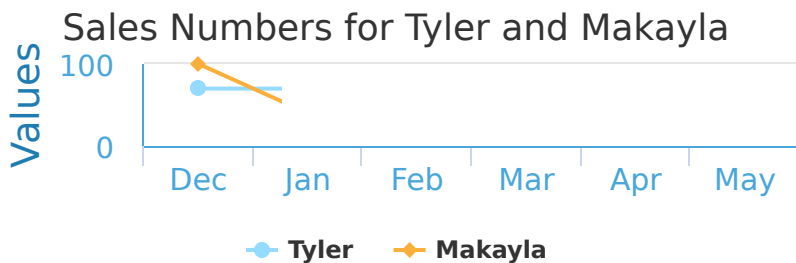 Sales Numbers for Tyler and Makayla
Values
100
0
Dec Jan Feb Mar Apr May
Tyler Makayla